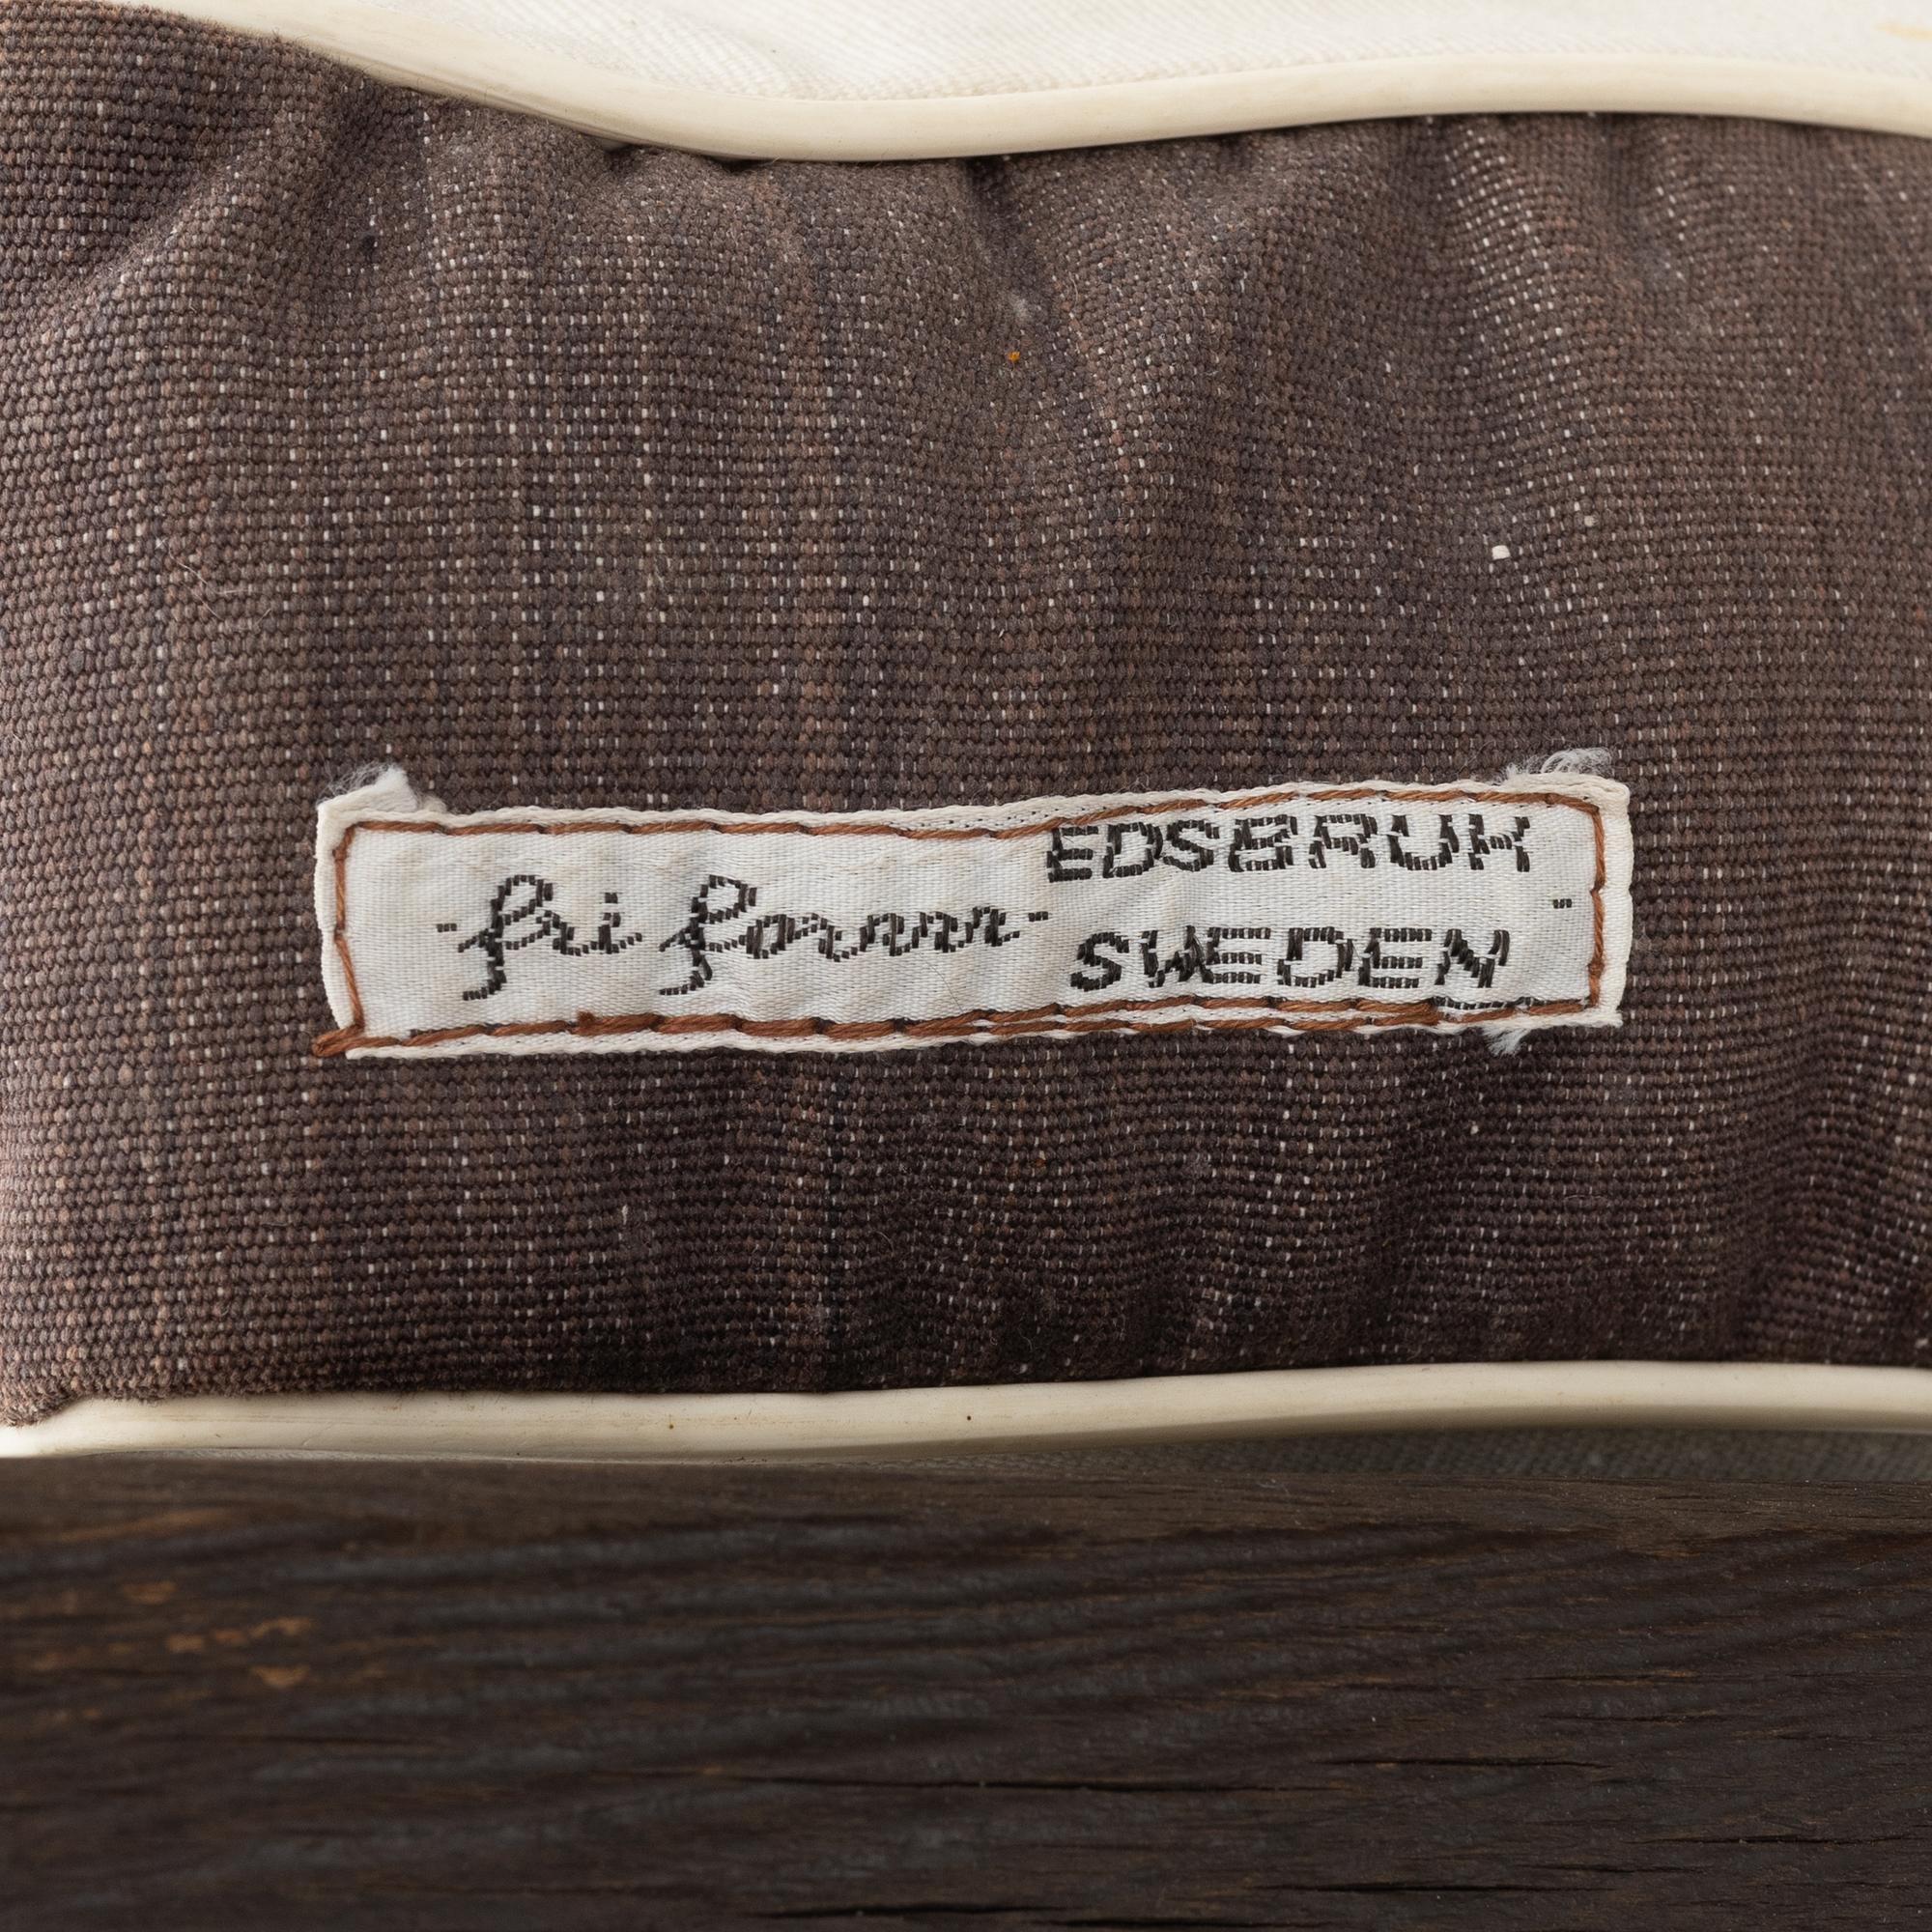 -fri form-
EDSBRUK
SWEDEN